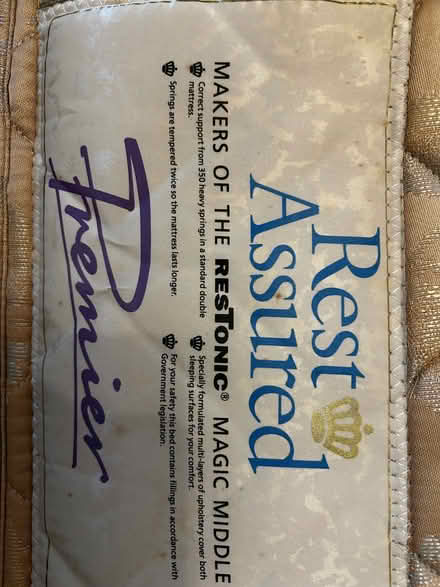 Rest
Assured
MAKERS OF THE RESTONIC® MAGIC MIDDLE
Correct support from 350 heavy springs in a standard double
mattress.
Springs are tempered twice so the mattress lasts longer.
Specially formulated multi-layers of upholstery cover both
sleeping surfaces for your comfort.
For your safety this bed contains fillings in accordance with
Government legislation.
Premier